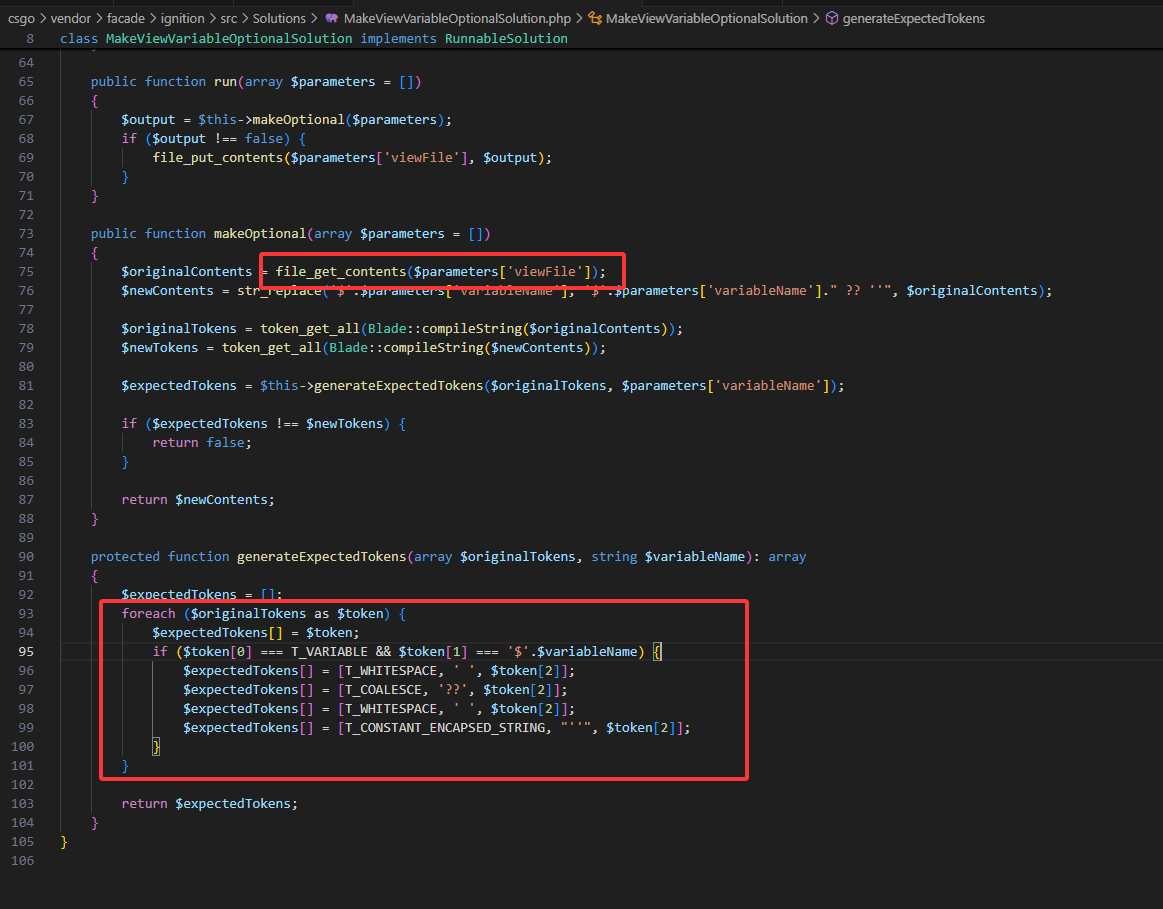 csgo > vendor > facade > ignition > src > Solutions > MakeViewVariableOptionalSolution.php > MakeViewVariableOptionalSolution > generateExpectedTokens
8 class MakeViewVariableOptionalSolution implements RunnableSolution
64
65 public function run(array $parameters = [])
66 {
67 $output = $this->makeOptional($parameters);
68 if ($output !== false) {
69 file_put_contents($parameters['viewFile'], $output);
70 }
71 }
72
73 public function makeOptional(array $parameters = [])
74 {
75 $originalContents = file_get_contents($parameters['viewFile']);
76 $newContents = str_replace('$'.$parameters['variableName'], '$'.$parameters['variableName']." ?? ''", $originalContents);
77
78 $originalTokens = token_get_all(Blade::compileString($originalContents));
79 $newTokens = token_get_all(Blade::compileString($newContents));
80
81 $expectedTokens = $this->generateExpectedTokens($originalTokens, $parameters['variableName']);
82
83 if ($expectedTokens !== $newTokens) {
84 return false;
85 }
86
87 return $newContents;
88 }
89
90 protected function generateExpectedTokens(array $originalTokens, string $variableName): array
91 {
92 $expectedTokens = [];
93 foreach ($originalTokens as $token) {
94 $expectedTokens[] = $token;
95 if ($token[0] === T_VARIABLE && $token[1] === '$'.$variableName) {
96 $expectedTokens[] = [T_WHITESPACE, ' ', $token[2]];
97 $expectedTokens[] = [T_COALESCE, '??', $token[2]];
98 $expectedTokens[] = [T_WHITESPACE, ' ', $token[2]];
99 $expectedTokens[] = [T_CONSTANT_ENCAPSED_STRING, "''", $token[2]];
100 }
101 }
102
103 return $expectedTokens;
104 }
105 }
106